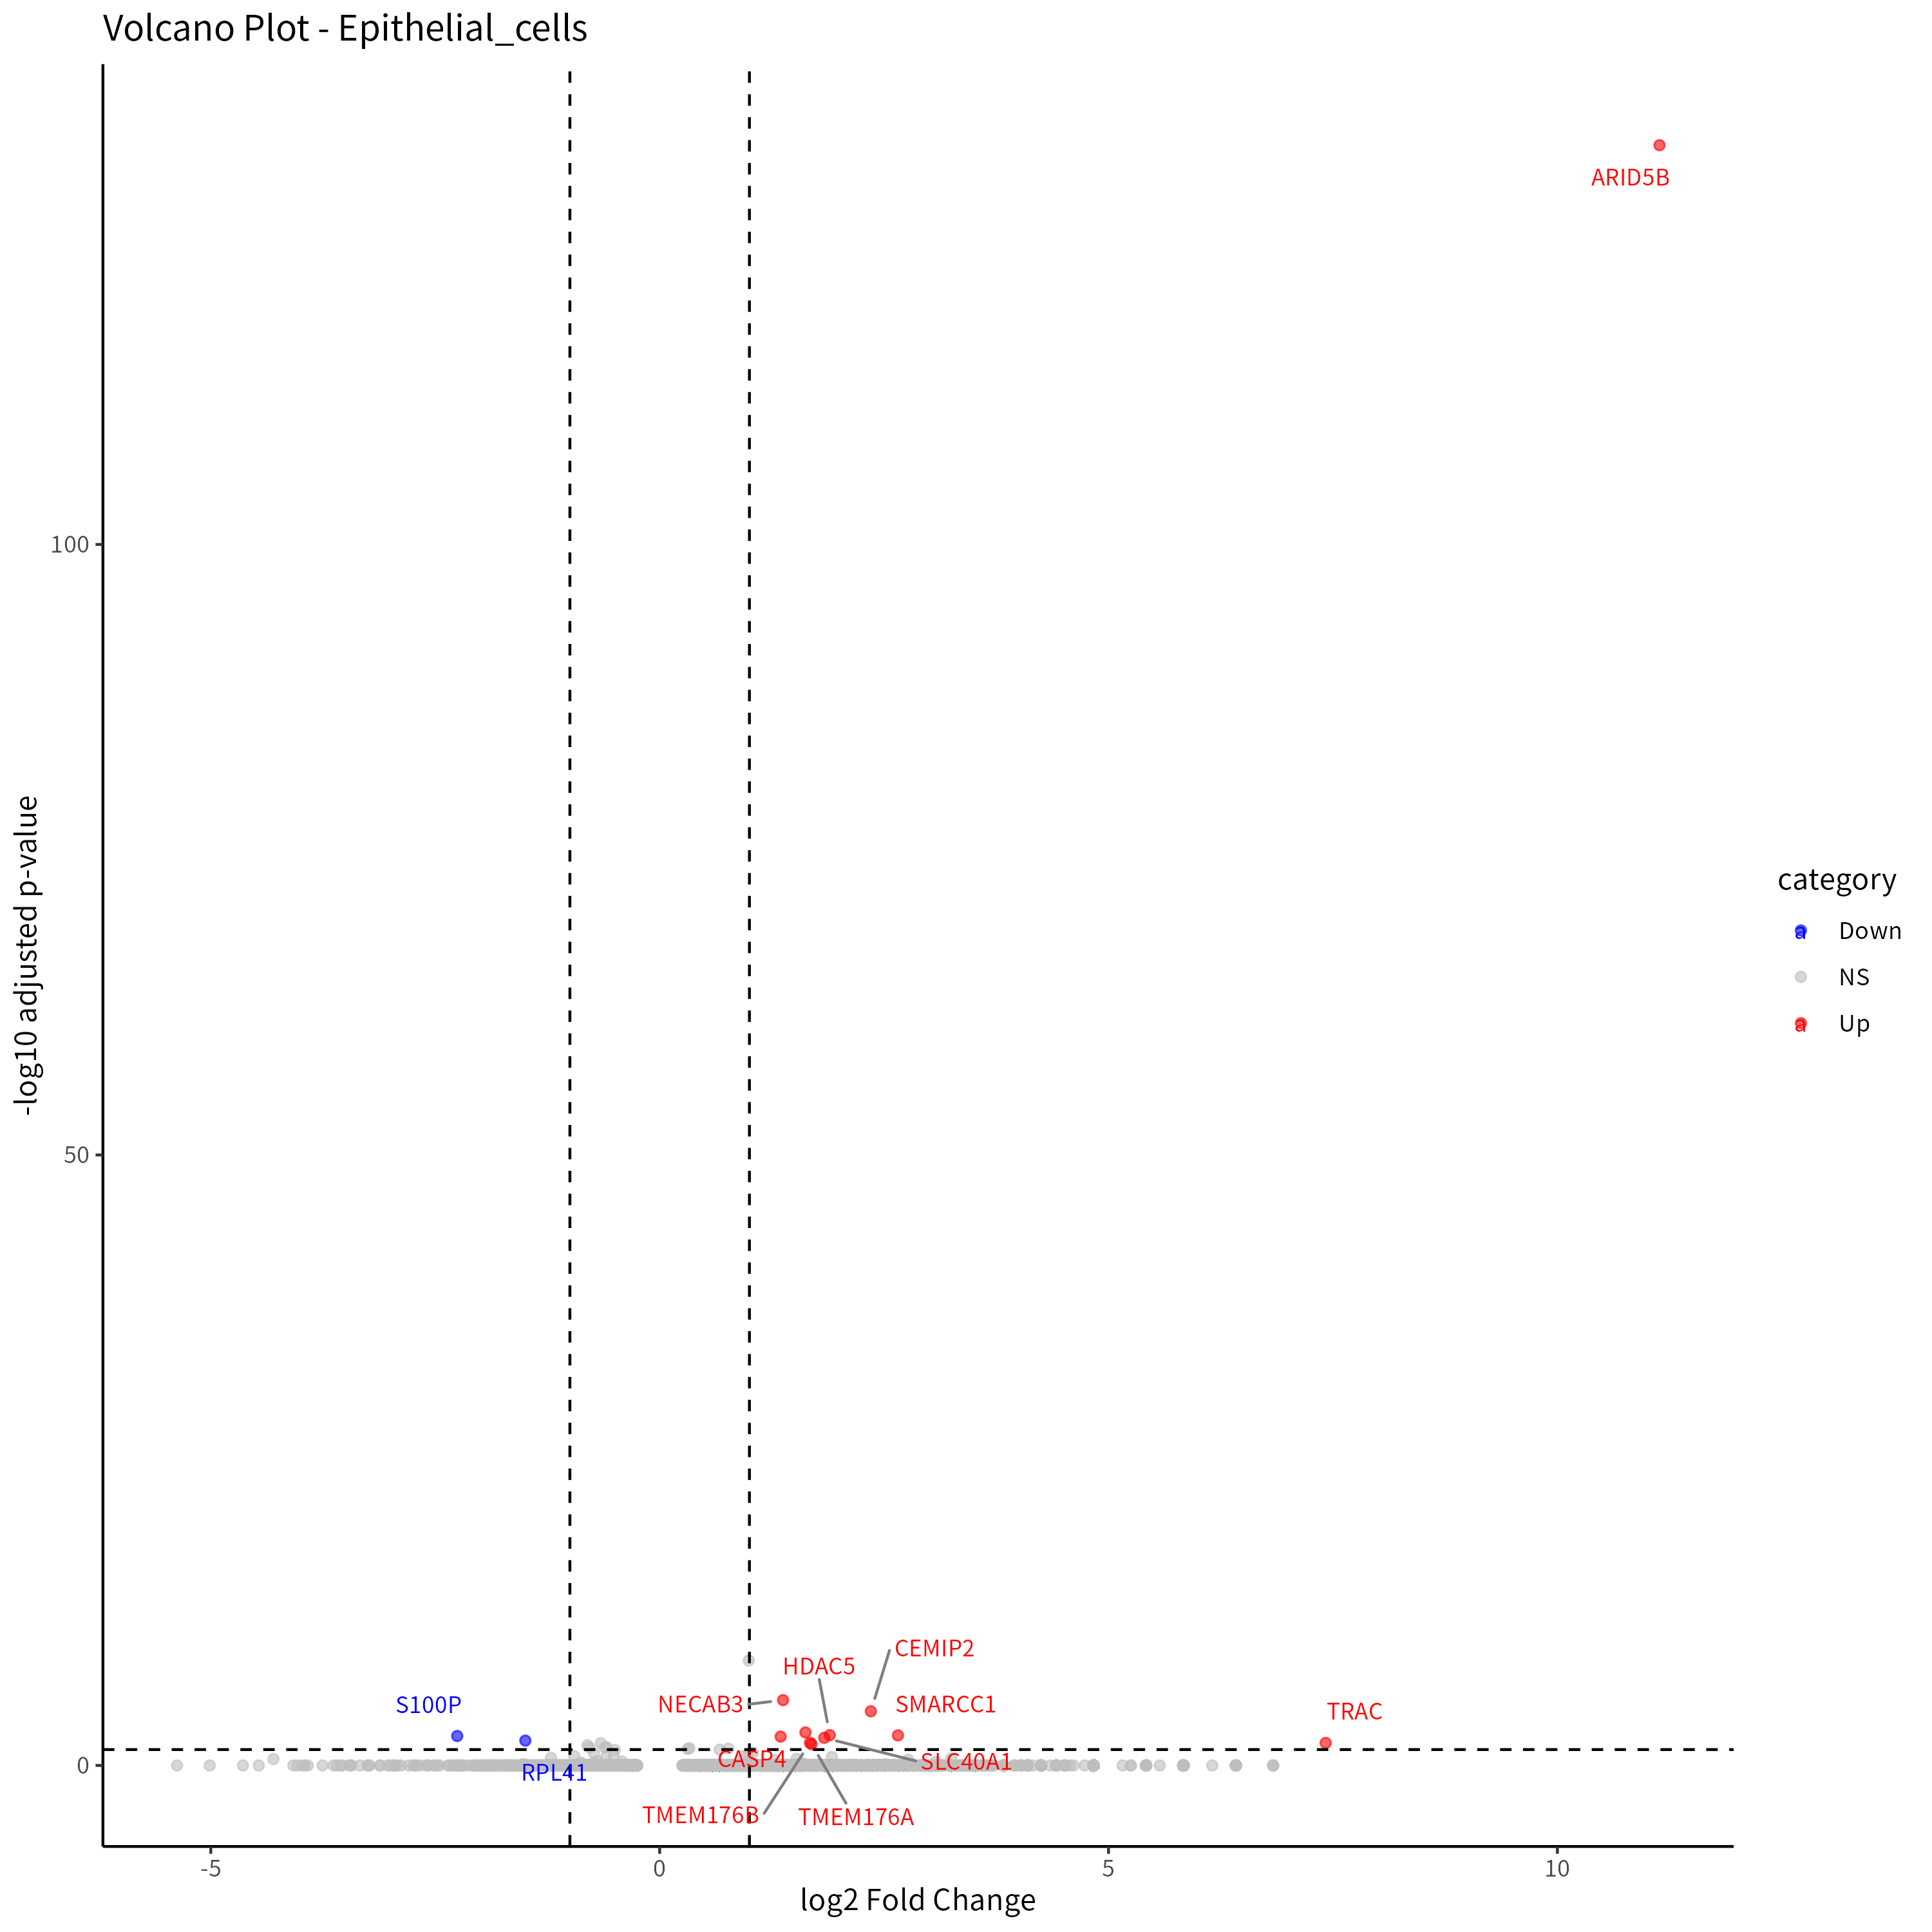 Volcano Plot - Epithelial_cells
ARID5B
100
-log10 adjusted p-value
50
0
category
Down
NS
Up
CEMIP2
HDAC5
NECAB3
SMARCC1
S100P
TRAC
CASP4
SLC40A1
RPL41
TMEM176B
TMEM176A
-5
0
5
10
log2 Fold Change